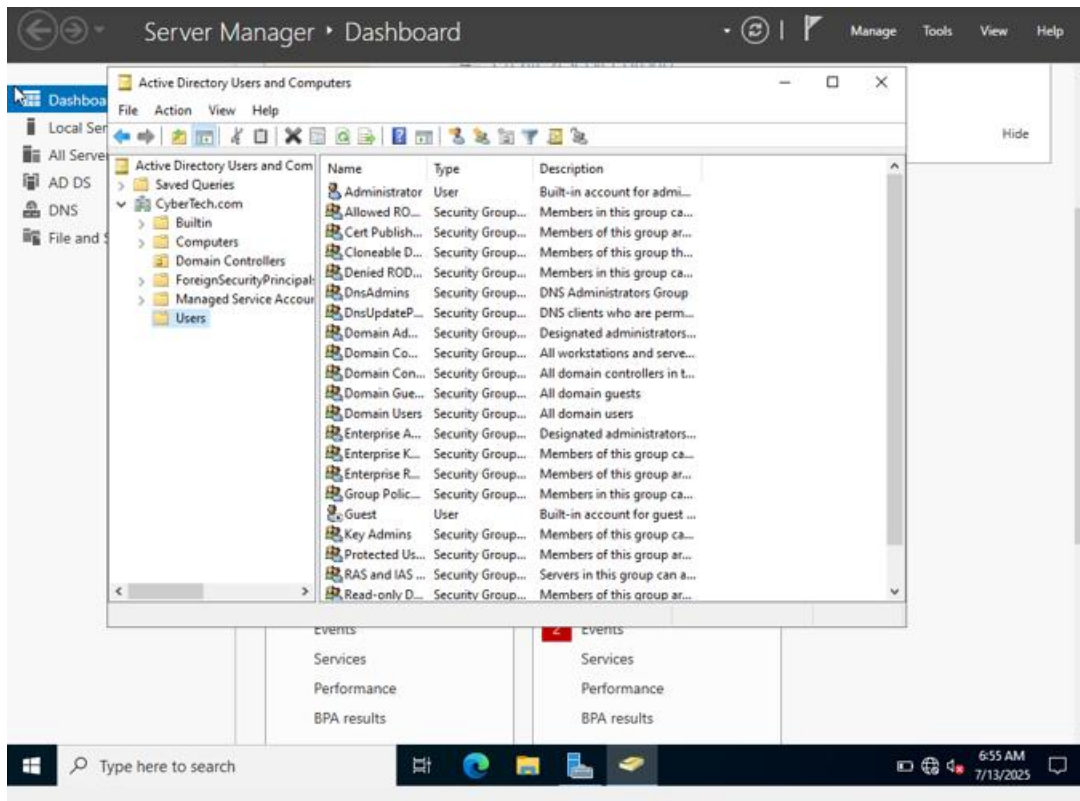 Server Manager ‣ Dashboard
Manage Tools View Help
Active Directory Users and Computers
File Action View Help
Dashboa
Local Ser
All Serve
AD DS
DNS
File and S
Hide
Active Directory Users and Com
Saved Queries
CyberTech.com
Builtin
Computers
Domain Controllers
ForeignSecurityPrincipal:
Managed Service Accour
Users
Name Type Description
Administrator User Built-in account for admi...
Allowed RO... Security Group... Members in this group ca...
Cert Publish... Security Group... Members of this group ar...
Cloneable D... Security Group... Members of this group th...
Denied ROD... Security Group... Members in this group ca...
DnsAdmins Security Group... DNS Administrators Group
DnsUpdateP... Security Group... DNS clients who are perm...
Domain Ad... Security Group... Designated administrators...
Domain Co... Security Group... All workstations and serve...
Domain Con... Security Group... All domain controllers in t...
Domain Gue... Security Group... All domain guests
Domain Users Security Group... All domain users
Enterprise A... Security Group... Designated administrators...
Enterprise K... Security Group... Members of this group ca...
Enterprise R... Security Group... Members of this group ar...
Group Polic... Security Group... Members in this group ca...
Guest User Built-in account for guest ...
Key Admins Security Group... Members of this group ca...
Protected Us... Security Group... Members of this group ar...
RAS and IAS ... Security Group... Servers in this group can a...
Read-only D... Security Group... Members of this group ar...
Events
Services
Performance
BPA results
2 Events
Services
Performance
BPA results
Type here to search
6:55 AM
7/13/2025